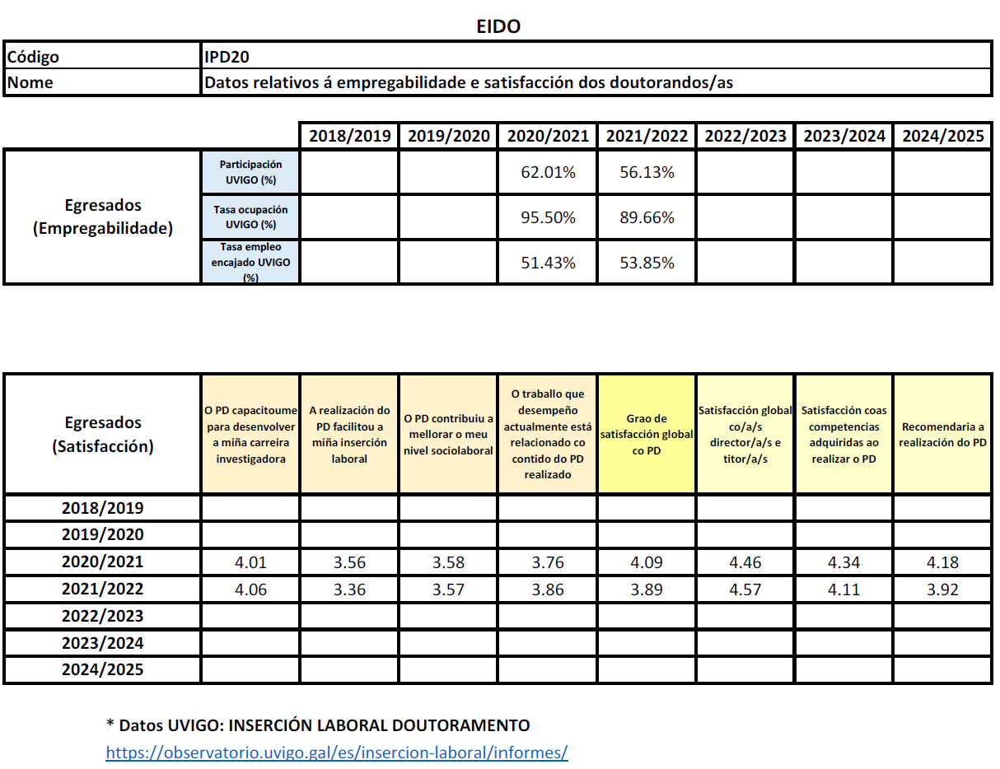 EIDO
Código IPD20
Nome Datos relativos á empregabilidade e satisfacción dos doutorandos/as
2018/2019 2019/2020 2020/2021 2021/2022 2022/2023 2023/2024 2024/2025
Egresados
(Empregabilidade)
Participación
UVIGO (%)
62.01% 56.13%
Tasa ocupación
UVIGO (%)
95.50% 89.66%
Tasa empleo
encajado UVIGO
(%)
51.43% 53.85%
Egresados
(Satisfacción)
O PD capacitoume
para desenvolver
a miña carreira
investigadora
A realización do
PD facilitou a
miña inserción
laboral
O PD contribuiu a
mellorar o meu
nivel sociolaboral
O traballo que
desempeño
actualmente está
relacionado co
contido do PD
realizado
Grao de
satisfacción global
co PD
Satisfacción global
co/a/s
director/a/s e
titor/a/s
Satisfacción coas
competencias
adquiridas ao
realizar o PD
Recomendaria a
realización do PD
2018/2019
2019/2020
2020/2021 4.01 3.56 3.58 3.76 4.09 4.46 4.34 4.18
2021/2022 4.06 3.36 3.57 3.86 3.89 4.57 4.11 3.92
2022/2023
2023/2024
2024/2025
* Datos UVIGO: INSERCIÓN LABORAL DOUTORAMENTO
https://observatorio.uvigo.gal/es/insercion-laboral/informes/